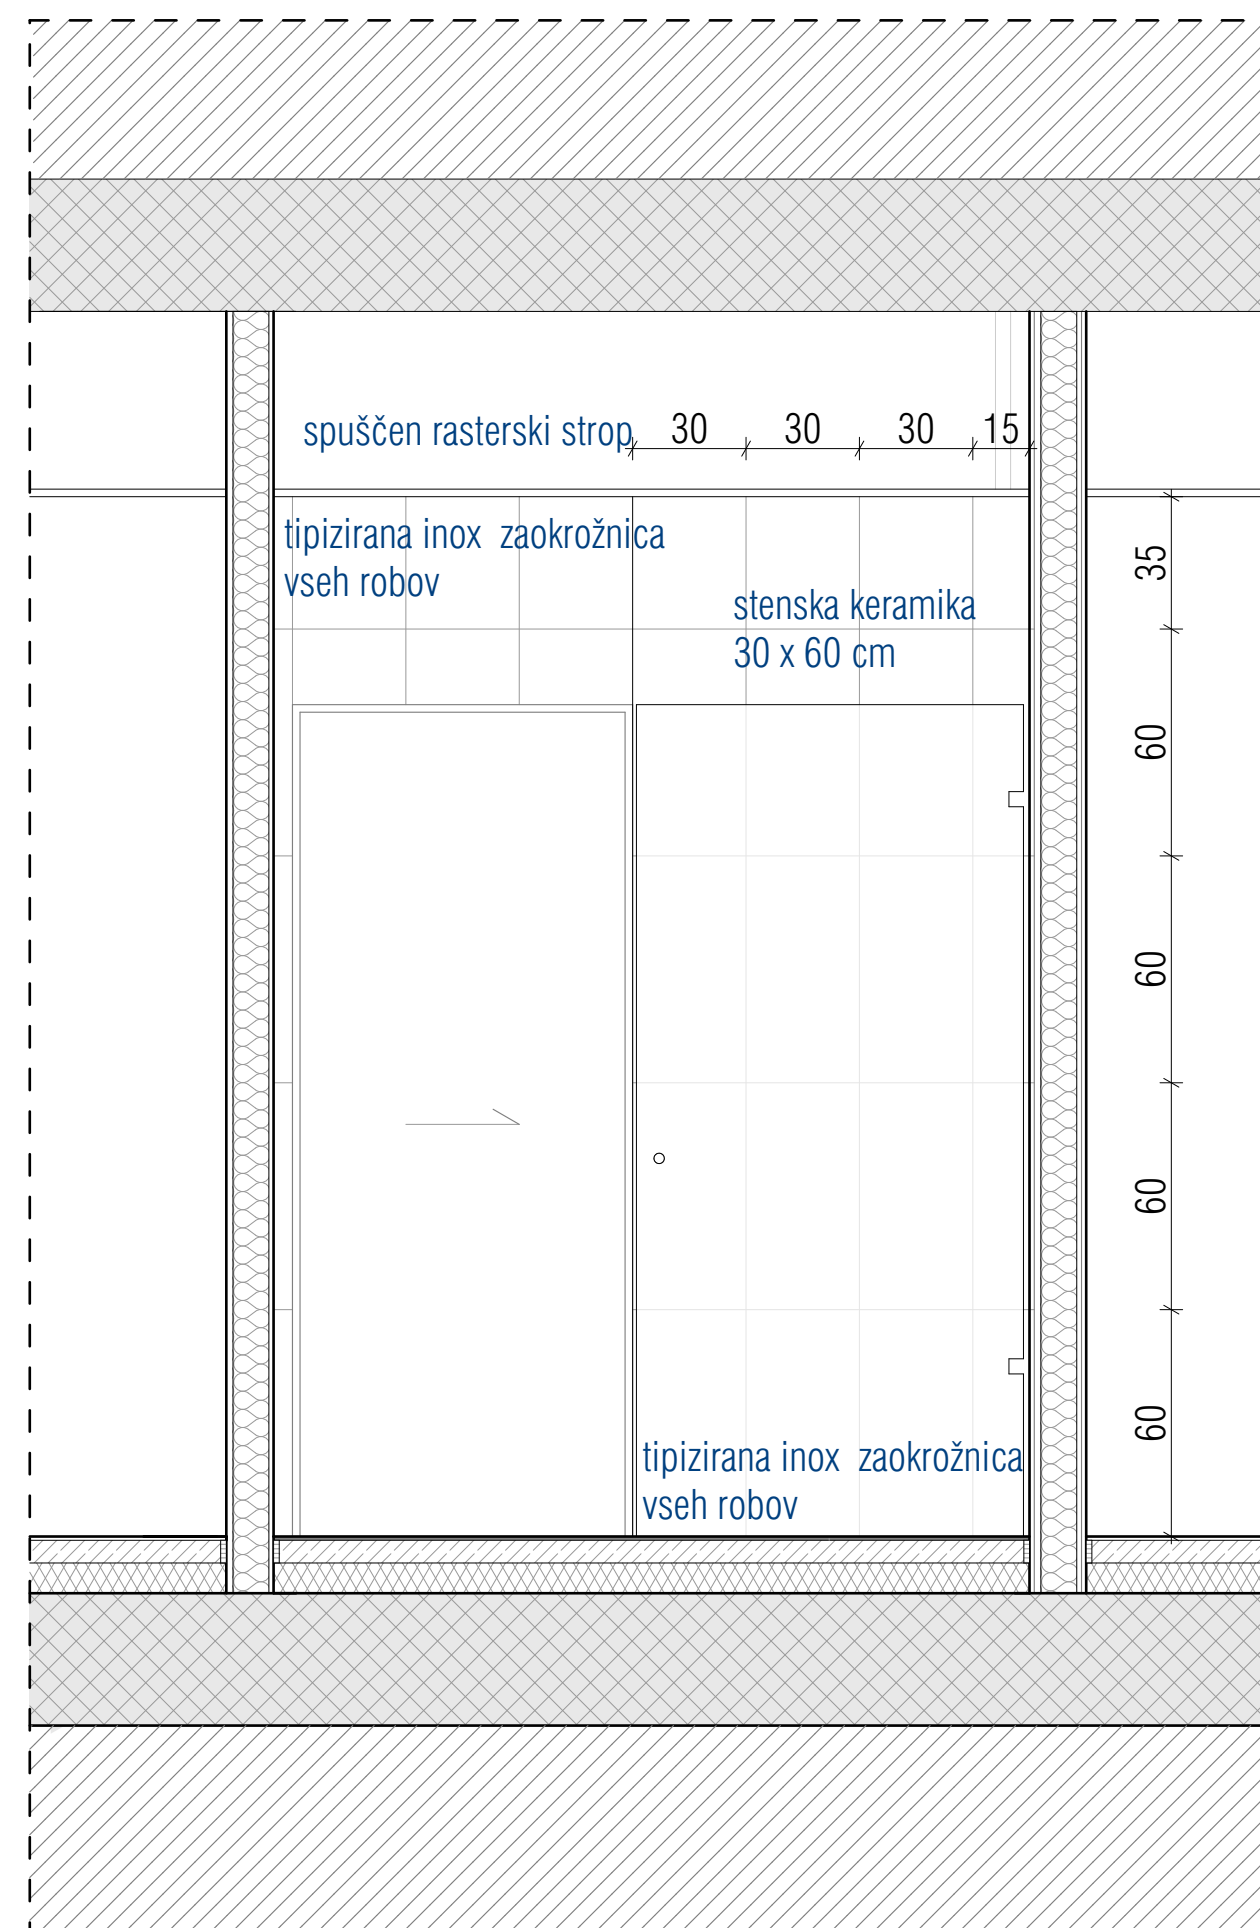 spuščen rasterski strop
30 30 30 15
tipizirana inox zaokrožnica
vseh robov
stenska keramika
30 x 60 cm
35
60
60
60
60
tipizirana inox zaokrožnica
vseh robov